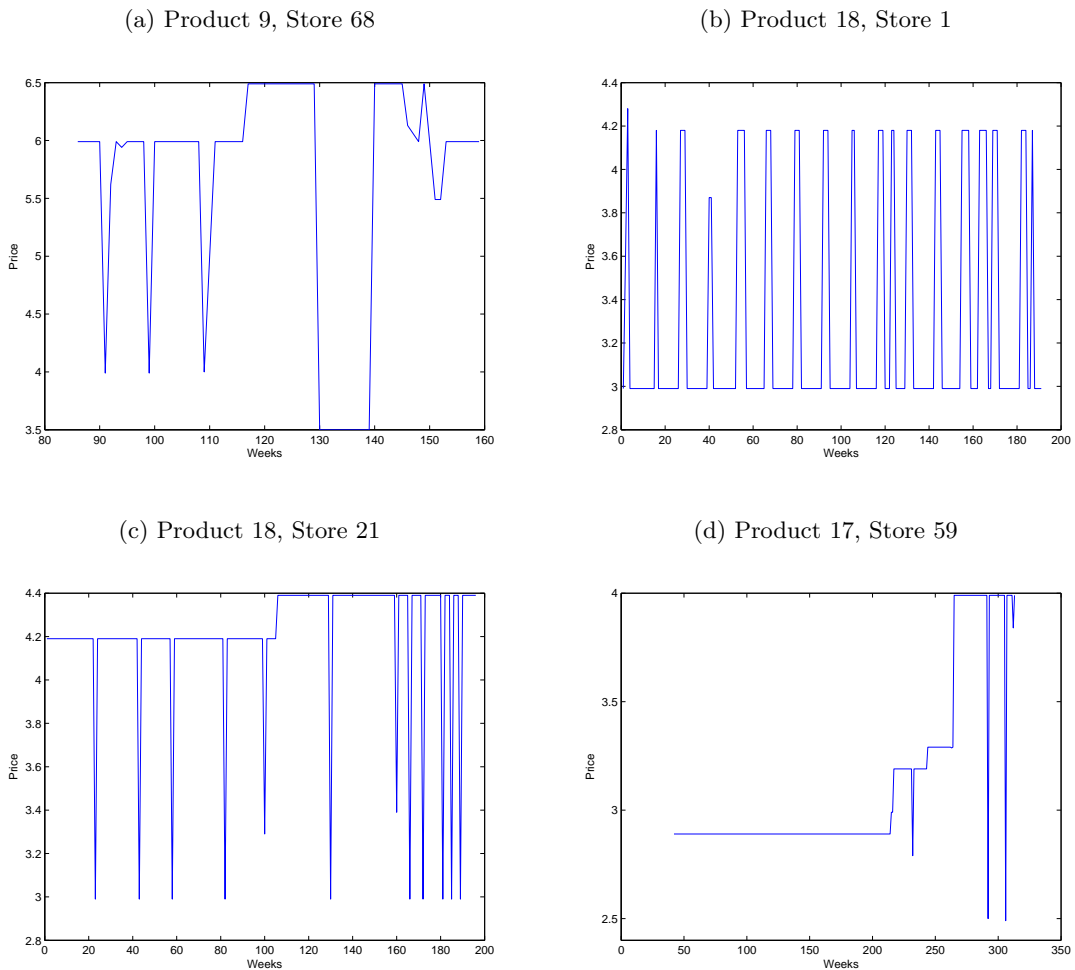 (a) Product 9, Store 68
(b) Product 18, Store 1
6.5
6
5.5
5
4.5
4
3.5
Price
80 90 100 110 120 130 140 150 160
Weeks
4.4
4.2
4
3.8
3.6
3.4
3.2
3
2.8
Price
0 20 40 60 80 100 120 140 160 180 200
Weeks
(c) Product 18, Store 21
(d) Product 17, Store 59
4.4
4.2
4
3.8
3.6
3.4
3.2
3
2.8
Price
0 20 40 60 80 100 120 140 160 180 200
Weeks
4
3.5
3
2.5
Price
0 50 100 150 200 250 300 350
Weeks